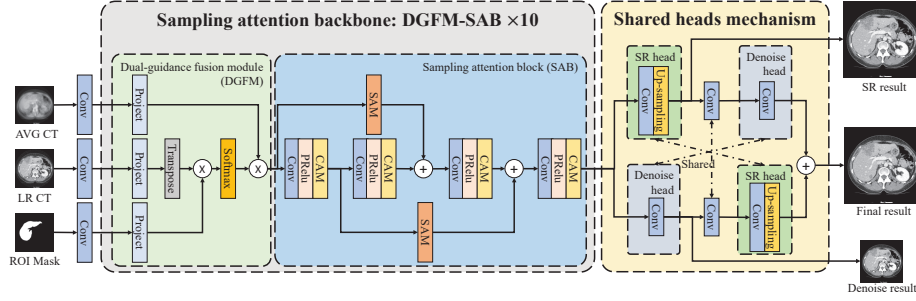 Sampling attention backbone: DGFM-SAB ×10
Shared heads mechanism
Dual-guidance fusion module
(DGFM)
Sampling attention block (SAB)
AVG CT
LR CT
ROI Mask
Conv
Conv
Conv
Project
Project
Project
Transpose
X
Softmax
X
SAM
Conv
PRelu
CAM
Conv
PRelu
CAM
+
Conv
PRelu
CAM
+
Conv
PRelu
CAM
SAM
SR head
Conv
Up-sampling
Conv
Denoise
head
Conv
Shared
Denoise
head
Conv
Conv
SR head
Conv
Up-sampling
+
SR result
Final result
Denoise result